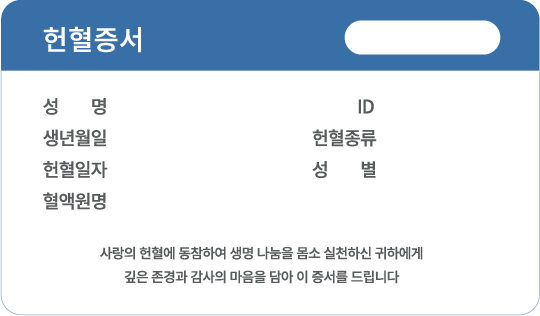 헌혈증서
성 명 ID
생년월일 헌혈종류
헌혈일자 성 별
혈액원명
사랑의 헌혈에 동참하여 생명 나눔을 몸소 실천하신 귀하에게
깊은 존경과 감사의 마음을 담아 이 증서를 드립니다